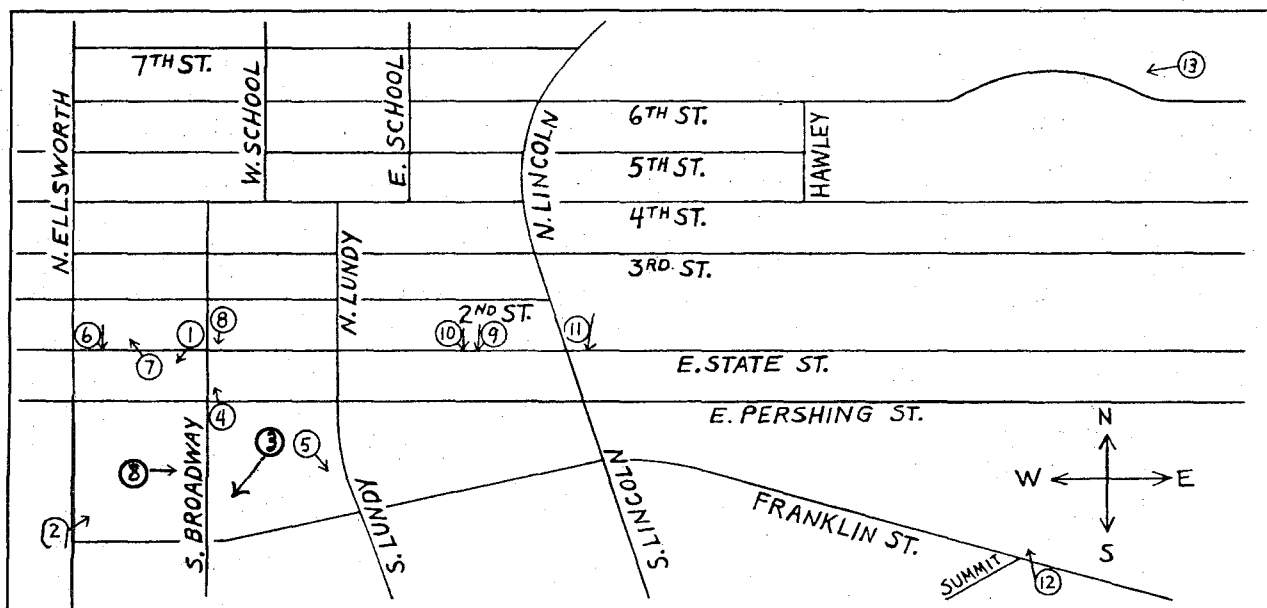 7TH ST.
13
N. ELLSWORTH
W. SCHOOL
E. SCHOOL
N. LINCOLN
6TH ST.
HAWLEY
5TH ST.
4TH ST.
3RD. ST.
N. LUNDY
2ND ST.
6
7
1
8
10
9
11
E. STATE ST.
4
E. PERSHING ST.
8
3
5
S. BROADWAY
S. LUNDY
S. LINCOLN
FRANKLIN ST.
N
W
E
S
2
SUMMIT
12